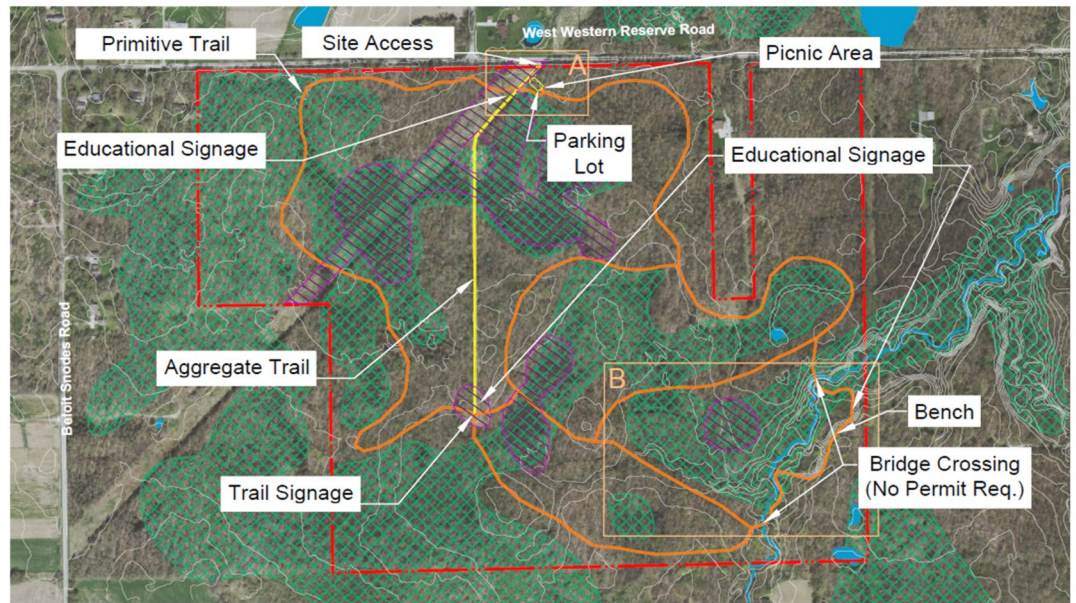 West Western Reserve Road
Primitive Trail
Site Access
Picnic Area
A
Educational Signage
Parking
Lot
Educational Signage
Beloit Snodes Road
Aggregate Trail
B
Bench
Trail Signage
Bridge Crossing
(No Permit Req.)